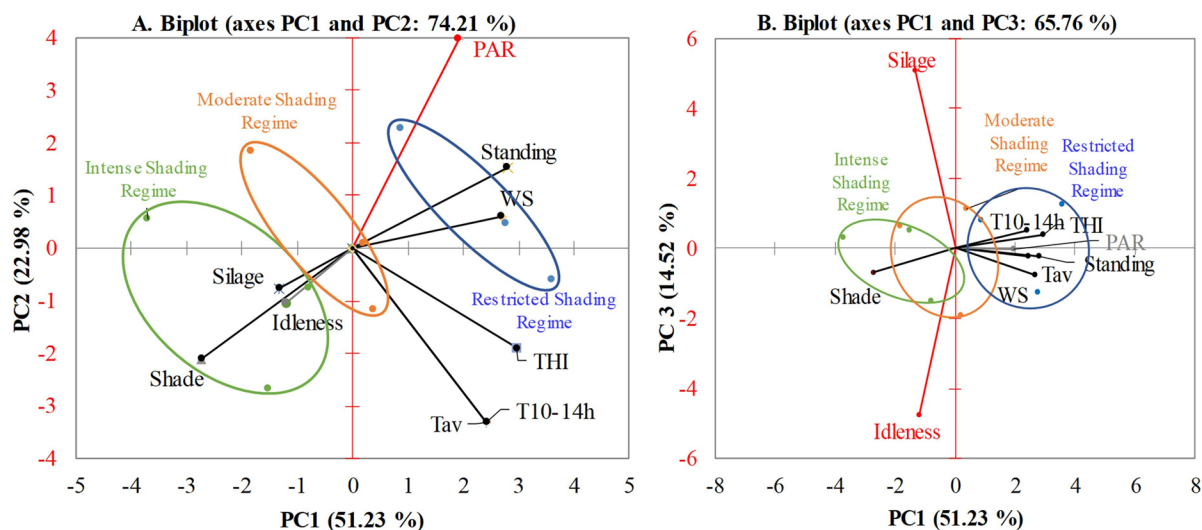 A. Biplot (axes PC1 and PC2: 74.21 %)
4
PAR
3
Moderate Shading
Regime
2
Intense Shading
Regime
Standing
1
WS
0
Silage
-1
Idleness
Restricted Shading
Regime
-2
Shade
THI
-3
Tav
T10-14h
-4
-5 -4 -3 -2 -1 0 1 2 3 4 5
PC1 (51.23 %)
PC2 (22.98 %)
B. Biplot (axes PC1 and PC3: 65.76 %)
6
Silage
4
Moderate
Shading
Regime
Restricted
Shading
Regime
Intense
Shading
Regime
2
T10-14h
THI
0
PAR
Standing
Shade
Tav
WS
-2
-4
Idleness
-6
-8 -6 -4 -2 0 2 4 6 8
PC1 (51.23 %)
PC 3 (14.52 %)